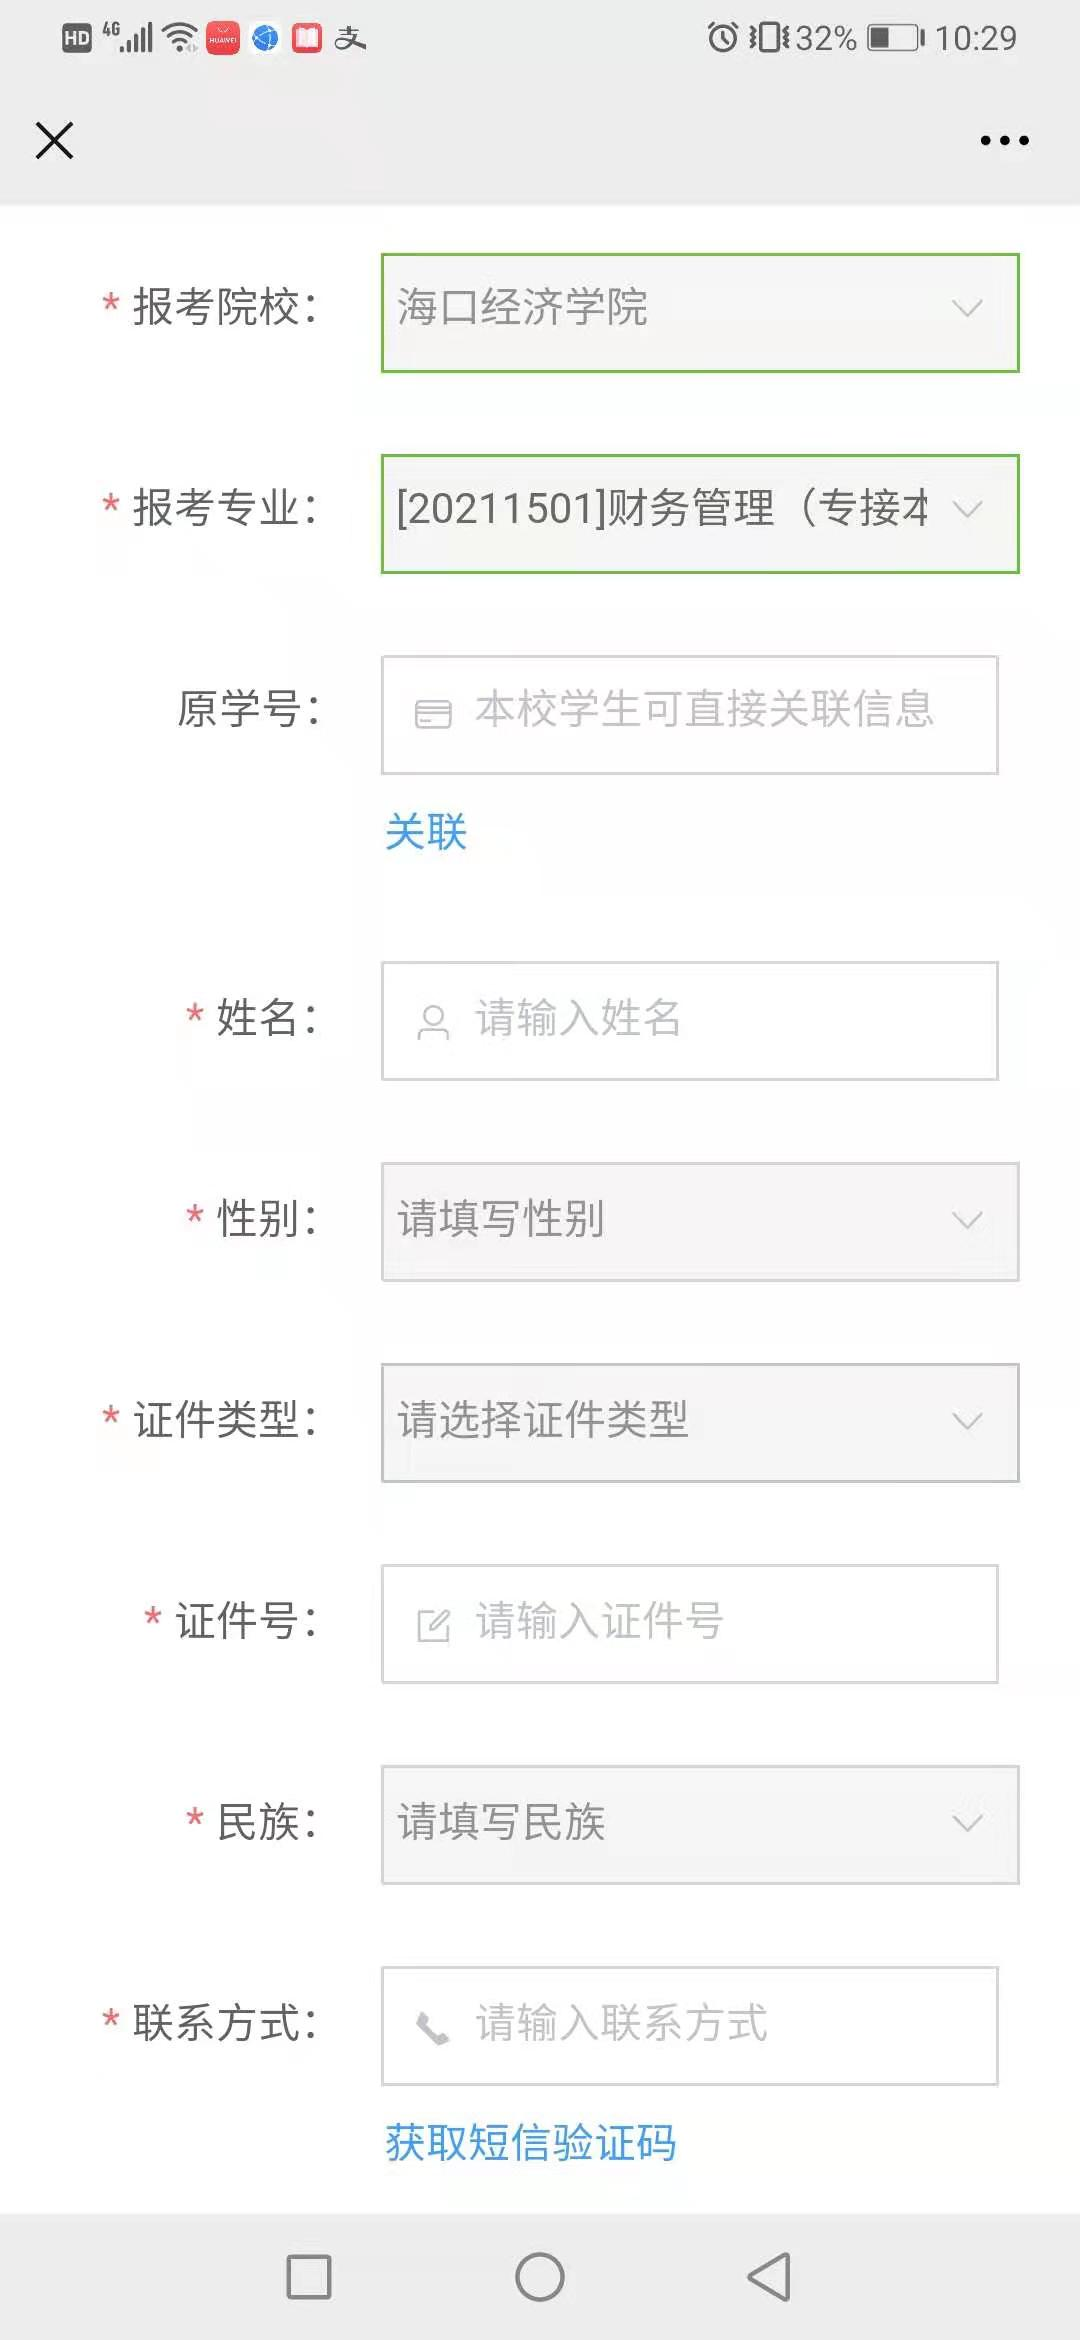 HD 4G HUAWEI 支 32% 10:29
* 报考院校： 海口经济学院
* 报考专业： [20211501]财务管理（专接本
原学号： 本校学生可直接关联信息
关联
* 姓名： 请输入姓名
* 性别： 请填写性别
* 证件类型： 请选择证件类型
* 证件号： 请输入证件号
* 民族： 请填写民族
* 联系方式： 请输入联系方式
获取短信验证码